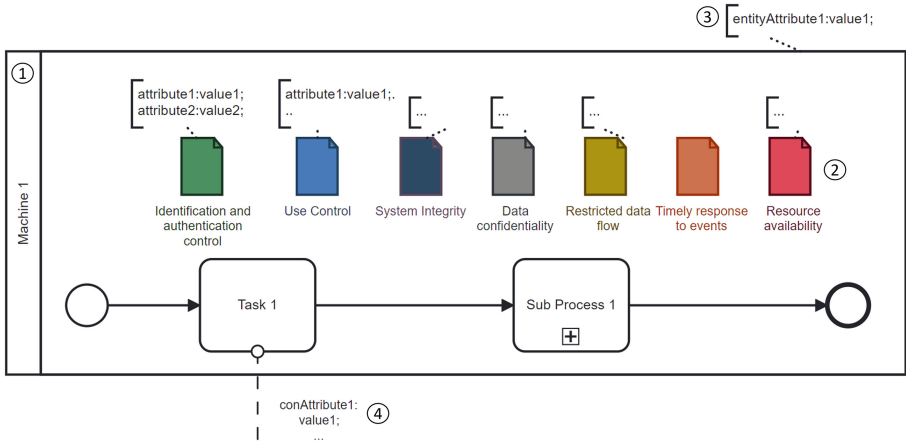 ③ entityAttribute1:value1;
①
attribute1:value1;
attribute2:value2;
attribute1:value1;.
..
...
...
...
...
②
Identification and
authentication
control
Use Control
System Integrity
Data
confidentiality
Restricted data
flow
Timely response
to events
Resource
availability
Machine 1
Task 1
Sub Process 1
conAttribute1:
value1;
...
④